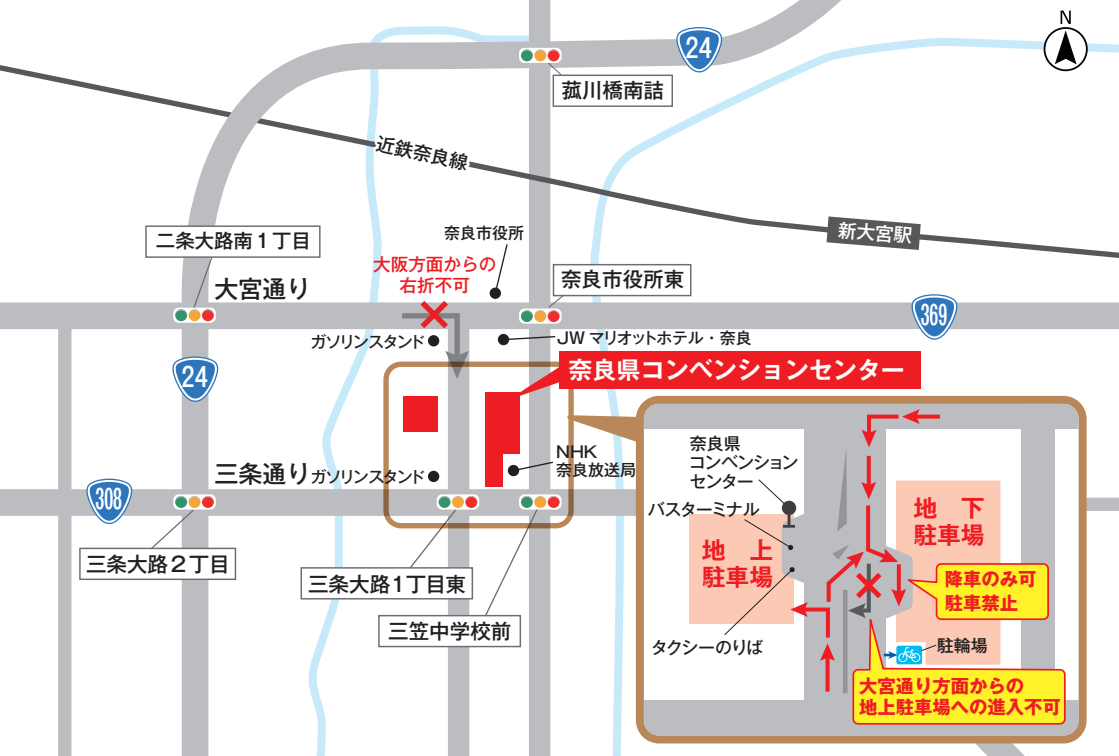 N
24
菰川橋南詰
近鉄奈良線
新大宮駅
二条大路南1丁目
奈良市役所
大宮通り
大阪方面からの
右折不可
奈良市役所東
369
ガソリンスタンド
JWマリオットホテル・奈良
24
奈良県コンベンションセンター
NHK
奈良放送局
三条通り
ガソリンスタンド
308
三条大路2丁目
三条大路1丁目東
三笠中学校前
奈良県
コンベンション
センター
バスターミナル
地 上
駐車場
地 下
駐車場
降車のみ可
駐車禁止
タクシーのりば
駐輪場
大宮通り方面からの
地上駐車場への進入不可